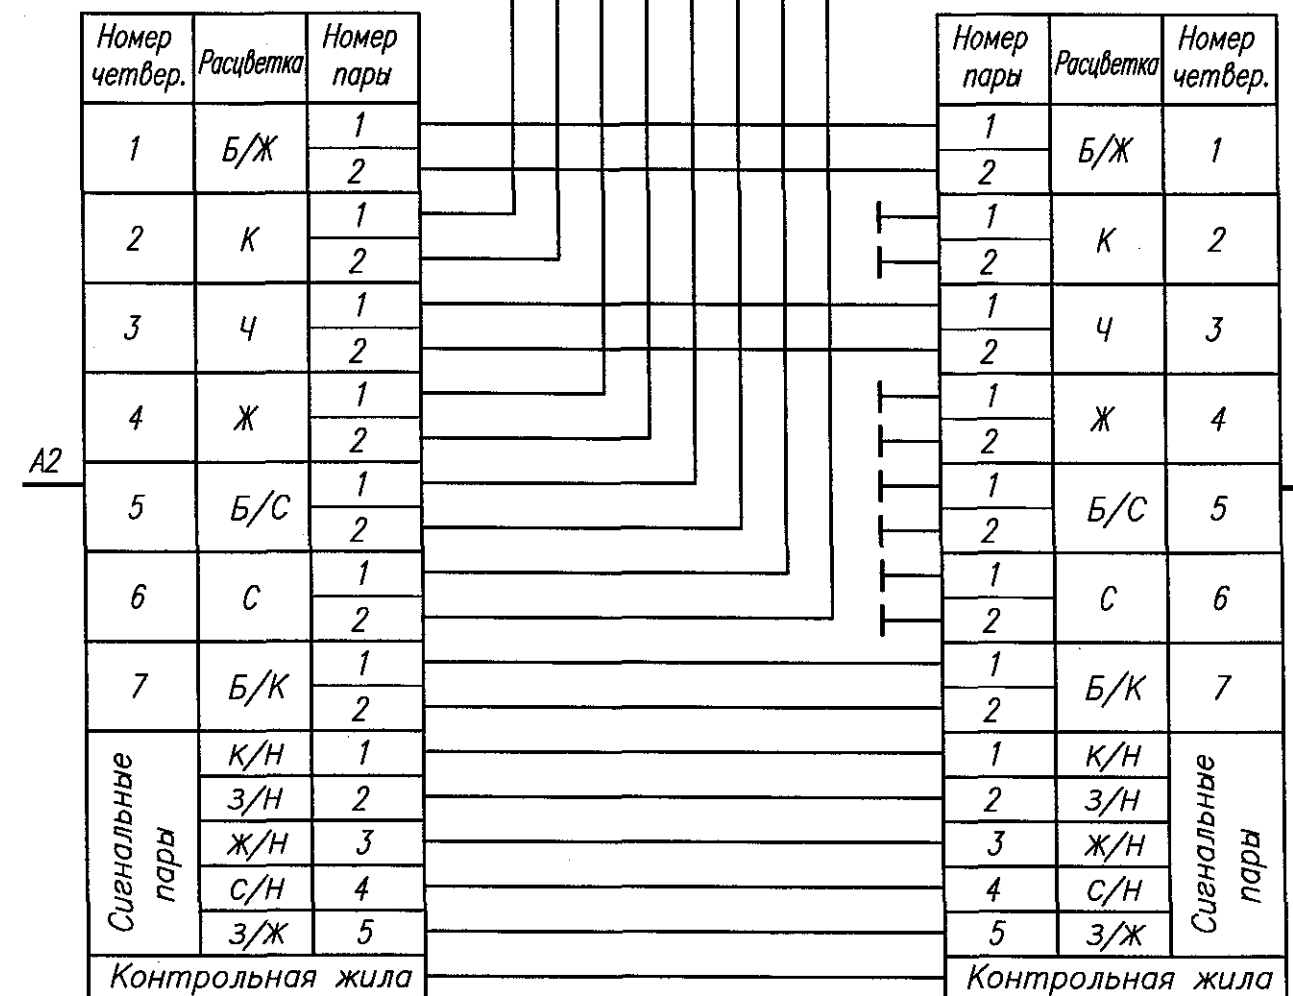 Номер четвер. Расцветка Номер пары
1 Б/Ж 1
2
2 К 1
2
3 Ч 1
2
4 Ж 1
2
А2
5 Б/С 1
2
6 С 1
2
7 Б/К 1
2
Сигнальные пары
К/Н 1
З/Н 2
Ж/Н 3
С/Н 4
З/Ж 5
Контрольная жила
Номер пары Расцветка Номер четвер.
1 Б/Ж 1
2
1 К 2
2
1 Ч 3
2
1 Ж 4
2
1 Б/С 5
2
1 С 6
2
1 Б/К 7
2
1 К/Н
2 З/Н
3 Ж/Н
4 С/Н
5 З/Ж
Сигнальные пары
Контрольная жила